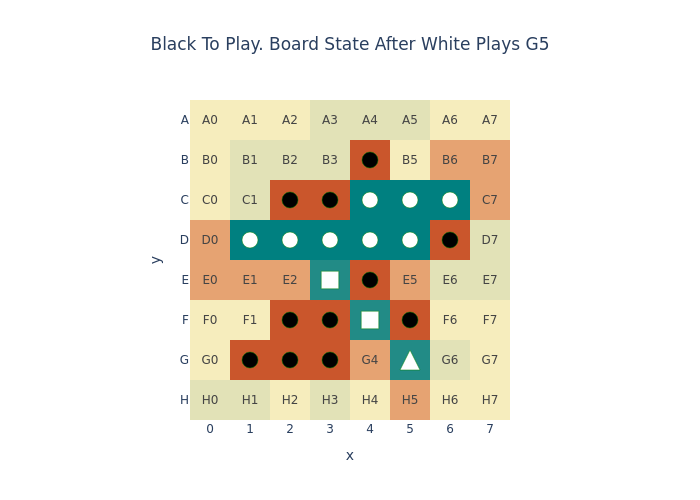 Black To Play. Board State After White Plays G5
A A0 A1 A2 A3 A4 A5 A6 A7
B B0 B1 B2 B3 B5 B6 B7
C C0 C1 C7
D D0 D7
E E0 E1 E2 E5 E6 E7
F F0 F1 F6 F7
G G0 G4 G6 G7
H H0 H1 H2 H3 H4 H5 H6 H7
0 1 2 3 4 5 6 7
x
y